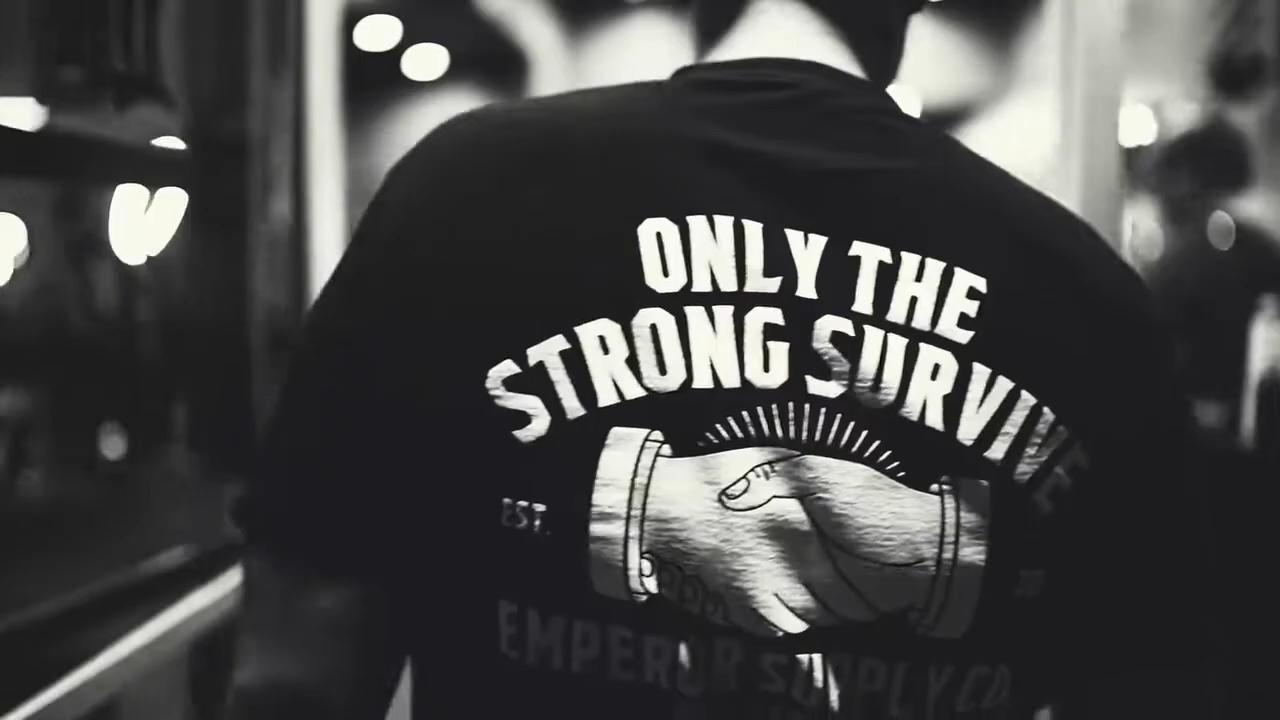 ONLY THE
STRONG SURVIVE
EST.
EMPEROR SUPPLY CO.